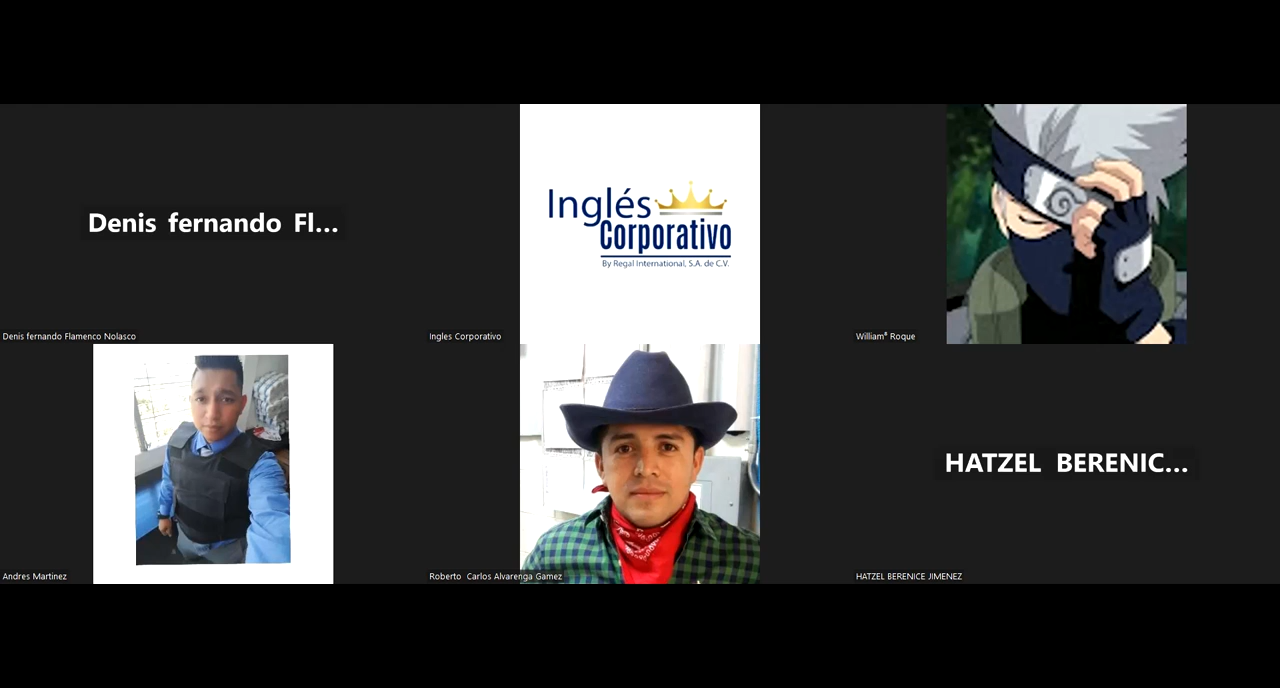 Denis fernando Fl...
Denis fernando Flamenco Nolasco
Inglés
Corporativo
By Regal International, S.A. de C.V.
Ingles Corporativo
William® Roque
Andres Martinez
Roberto Carlos Alvarenga Gamez
HATZEL BERENIC...
HATZEL BERENICE JIMENEZ